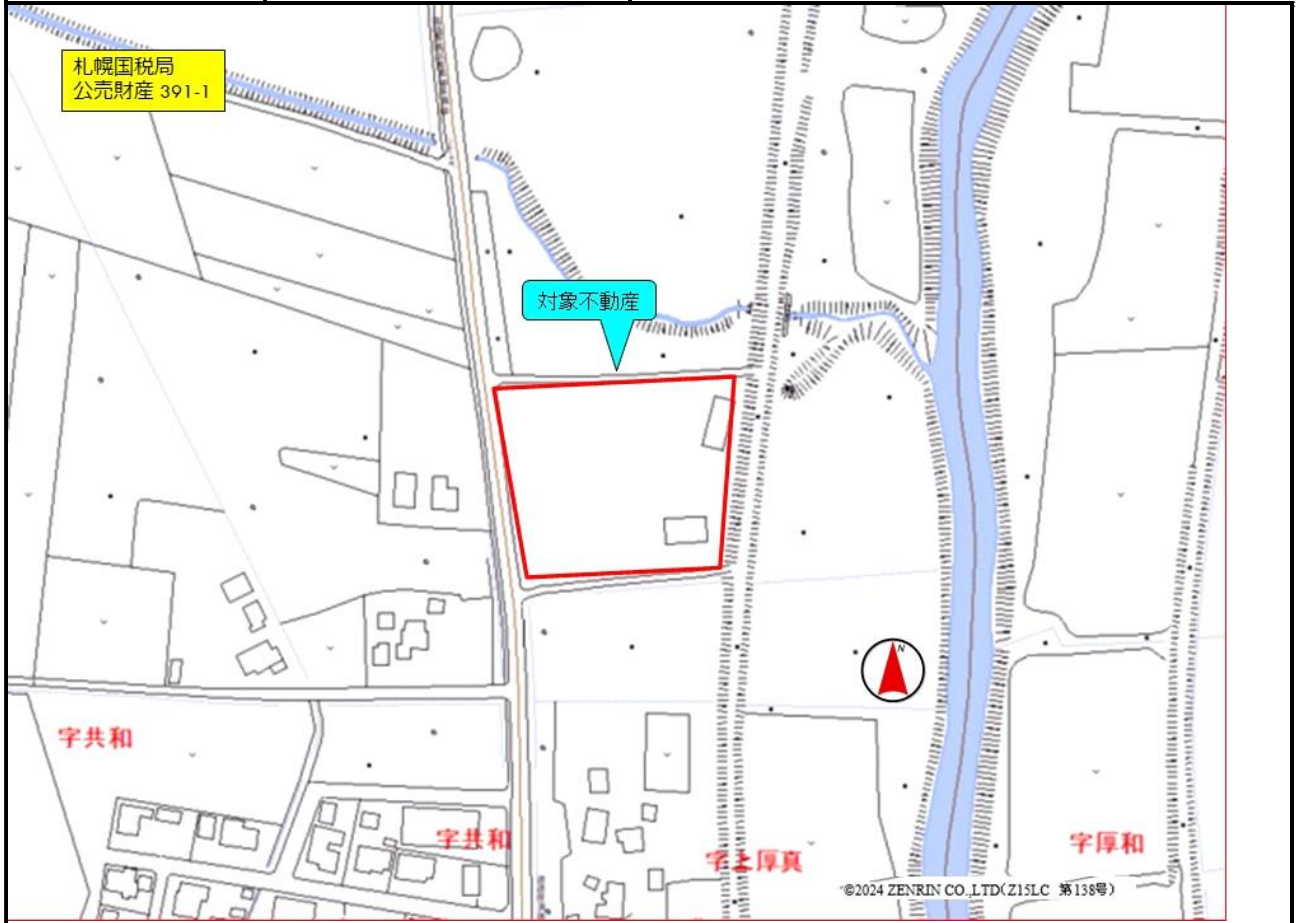 札幌国税局
公売財産 391-1
対象不動産
N
字共和
字共和
字上厚真
字厚和
©2024 ZENRIN CO.,LTD(Z15LC 第138号)